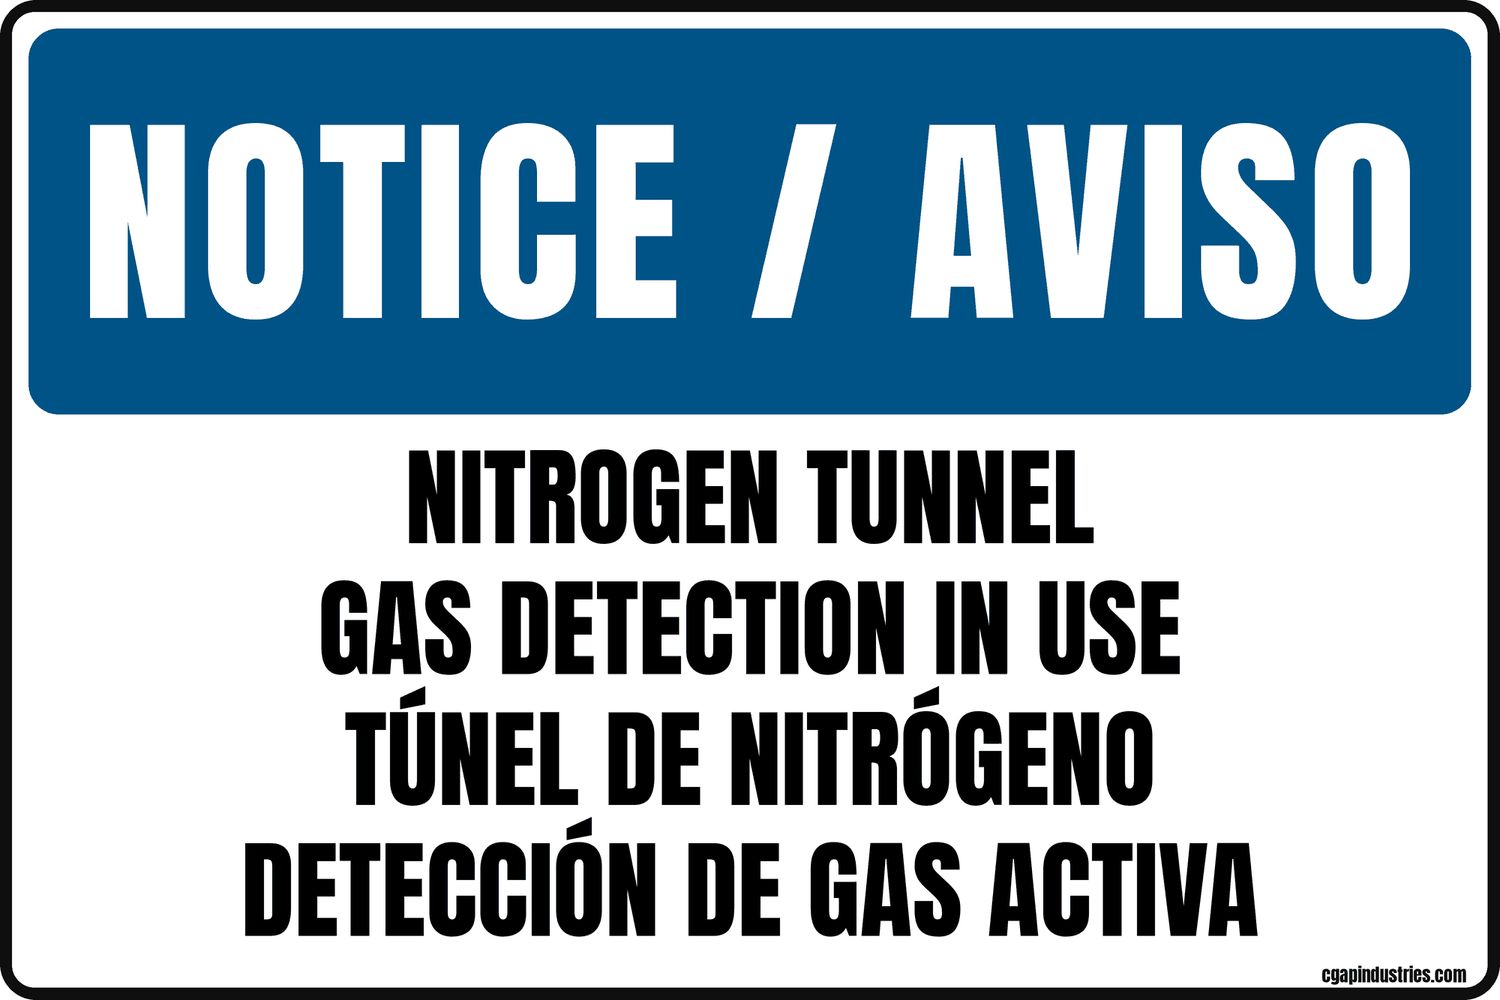 NOTICE / AVISO
NITROGEN TUNNEL
GAS DETECTION IN USE
TÚNEL DE NITRÓGENO
DETECCIÓN DE GAS ACTIVA
cgapindustries.com